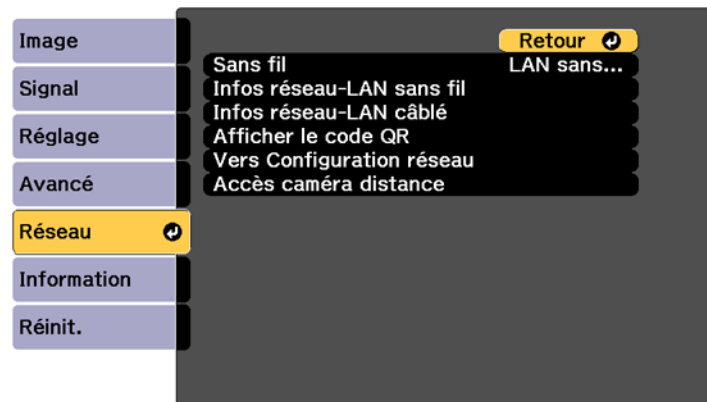 Image
Signal
Réglage
Avancé
Réseau
Information
Réinit.
Retour
Sans fil LAN sans...
Infos réseau-LAN sans fil
Infos réseau-LAN câblé
Afficher le code QR
Vers Configuration réseau
Accès caméra distance